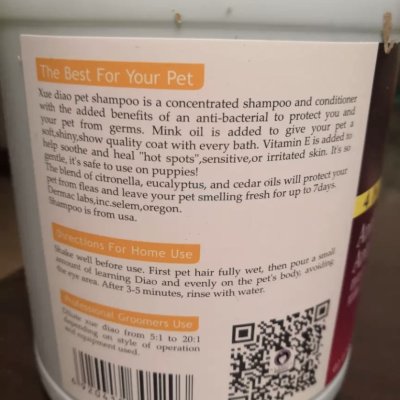 The Best For Your Pet
Xue diao pet shampoo is a concentrated shampoo and conditioner
with the added benefits of an anti-bacterial to protect you and
your pet from germs. Mink oil is added to give your pet a
soft,shiny,show quality coat with every bath. Vitamin E is added to
help soothe and heal "hot spots",sensitive,or irritated skin. It's so
gentle, it's safe to use on puppies!
The blend of citronella, eucalyptus, and cedar oils will protect your
pet from fleas and leave your pet smelling fresh for up to 7days.
Dermac labs,inc.selem,oregon.
Shampoo is from usa.
Directions For Home Use
Shake well before use. First pet hair fully wet, then pour a small
amount of learning Diao and evenly on the pet's body, avoiding
the eye area. After 3-5 minutes, rinse with water.
Professional Groomers Use
Dilute xue diao from 5:1 to 20:1
depending on style of operation
and equipment used.